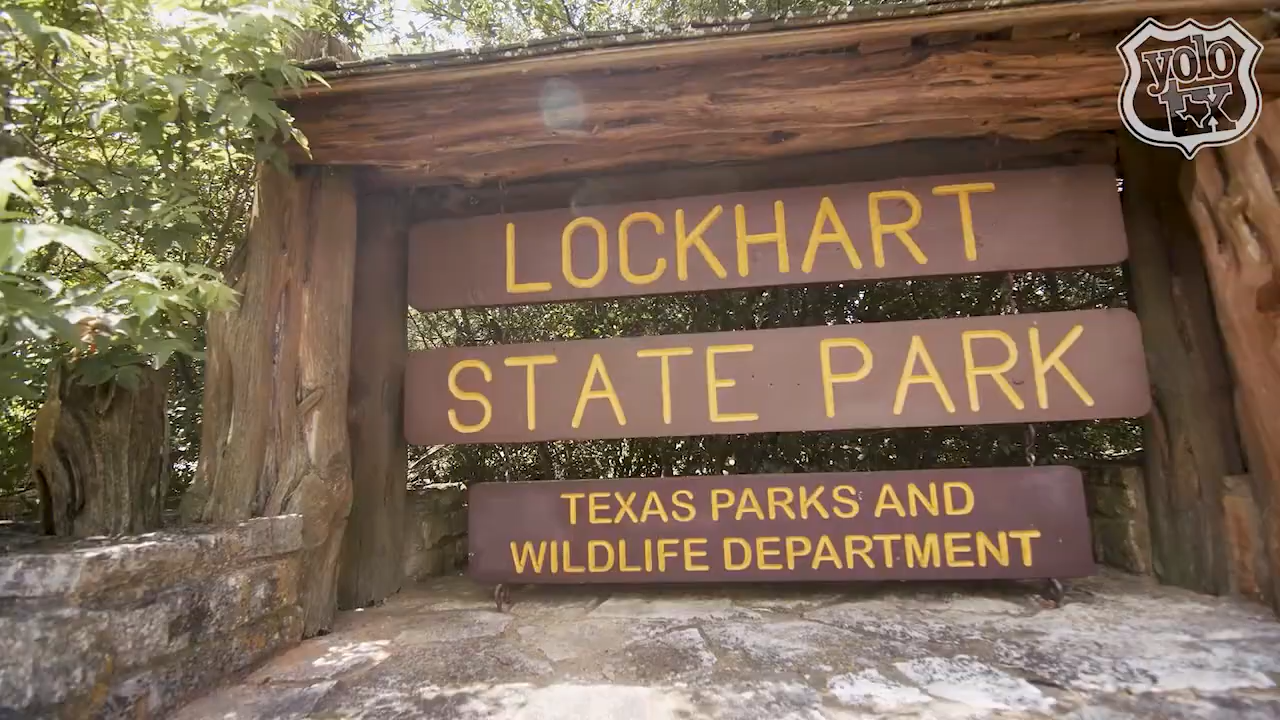 yolo
tx
LOCKHART
STATE PARK
TEXAS PARKS AND
WILDLIFE DEPARTMENT